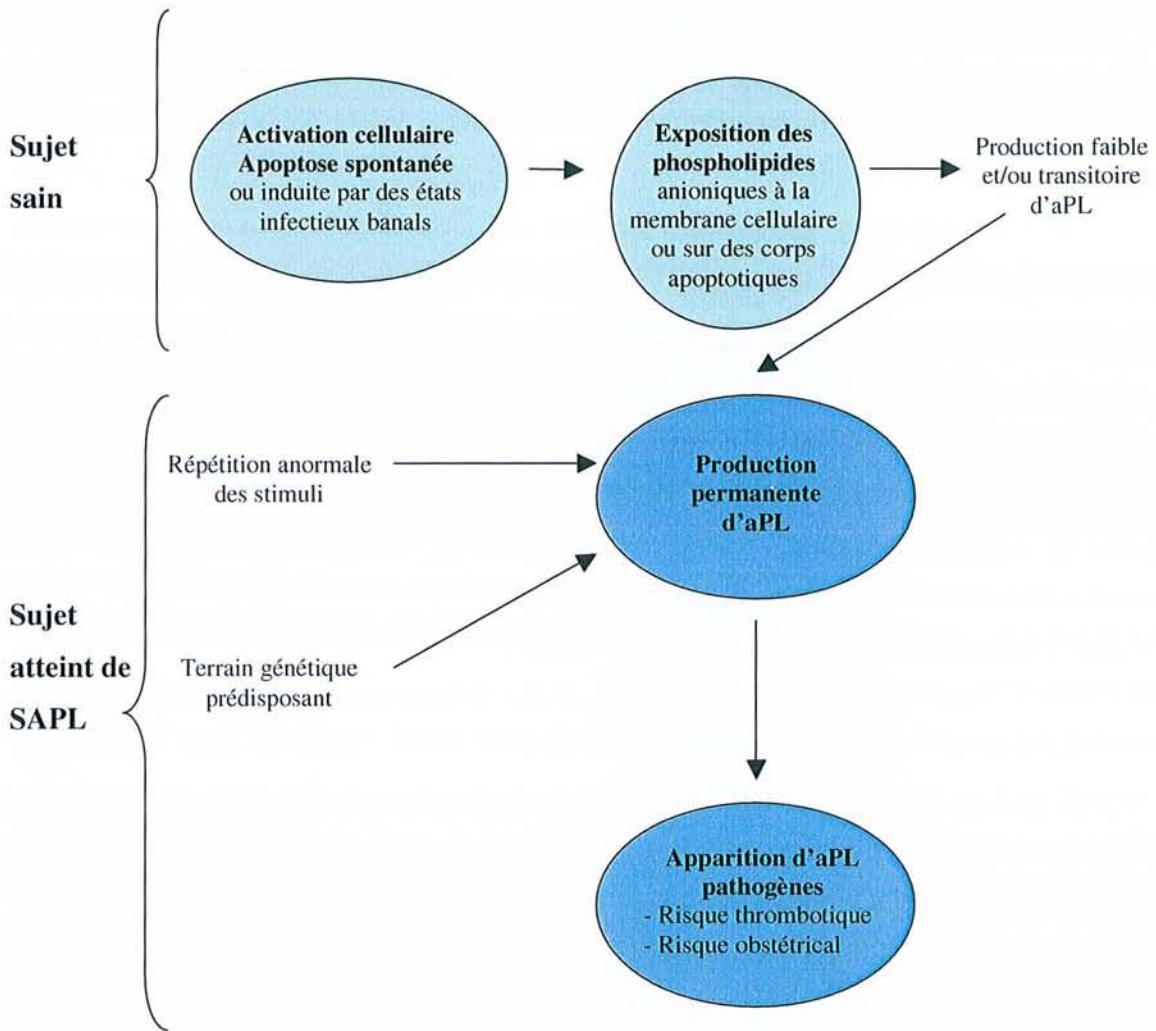 Sujet
sain
Activation cellulaire
Apoptose spontanée
ou induite par des états
infectieux banals
Exposition des
phospholipides
anioniques à la
membrane cellulaire
ou sur des corps
apoptotiques
Production faible
et/ou transitoire
d'aPL
Sujet
atteint de
SAPL
Répétition anormale
des stimuli
Terrain génétique
prédisposant
Production
permanente
d'aPL
Apparition d'aPL
pathogènes
- Risque thrombotique
- Risque obstétrical